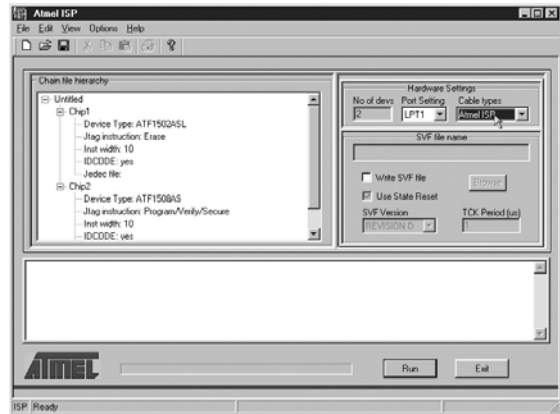 Atmel ISP
File Edit View Options Help
Chain file hierarchy
Untitled
Chip1
Device Type: ATF1502ASL
Jtag instruction: Erase
Inst width: 10
IDCODE: yes
Jedec file:
Chip2
Device Type: ATF1508AS
Jtag instruction: Program/Verify/Secure
Inst width: 10
IDCODE: yes
Hardware Settings
No of devs Port Setting Cable types
2 LPT1 Atmel ISP
SVF file name
Write SVF file
Browse
Use State Reset
SVF Version TCK Period (us)
REVISION D 1
ATMEL
Run Exit
ISP Ready